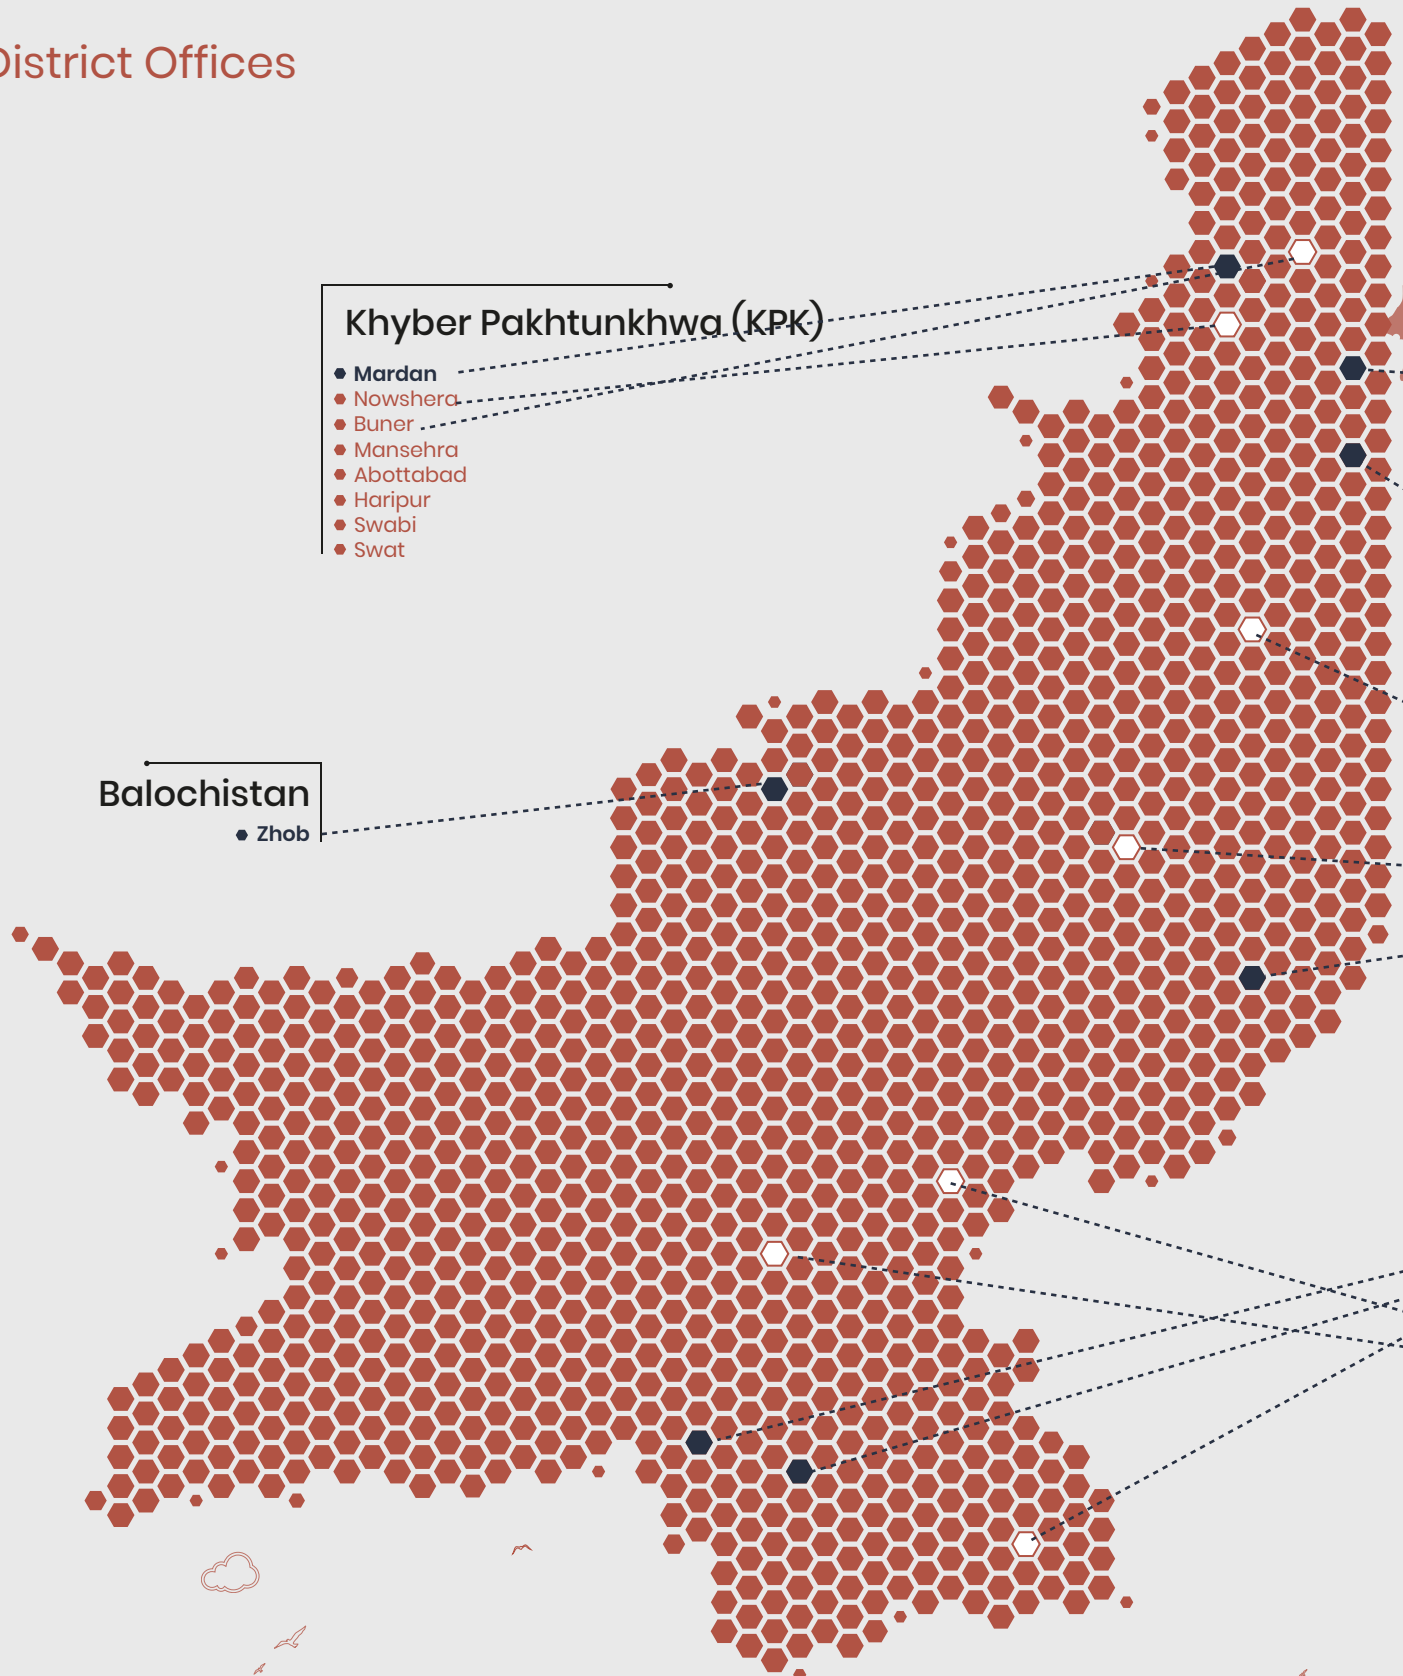 District Offices
Khyber Pakhtunkhwa (KPK)
Mardan
Nowshera
Buner
Mansehra
Abottabad
Haripur
Swabi
Swat
Balochistan
Zhob